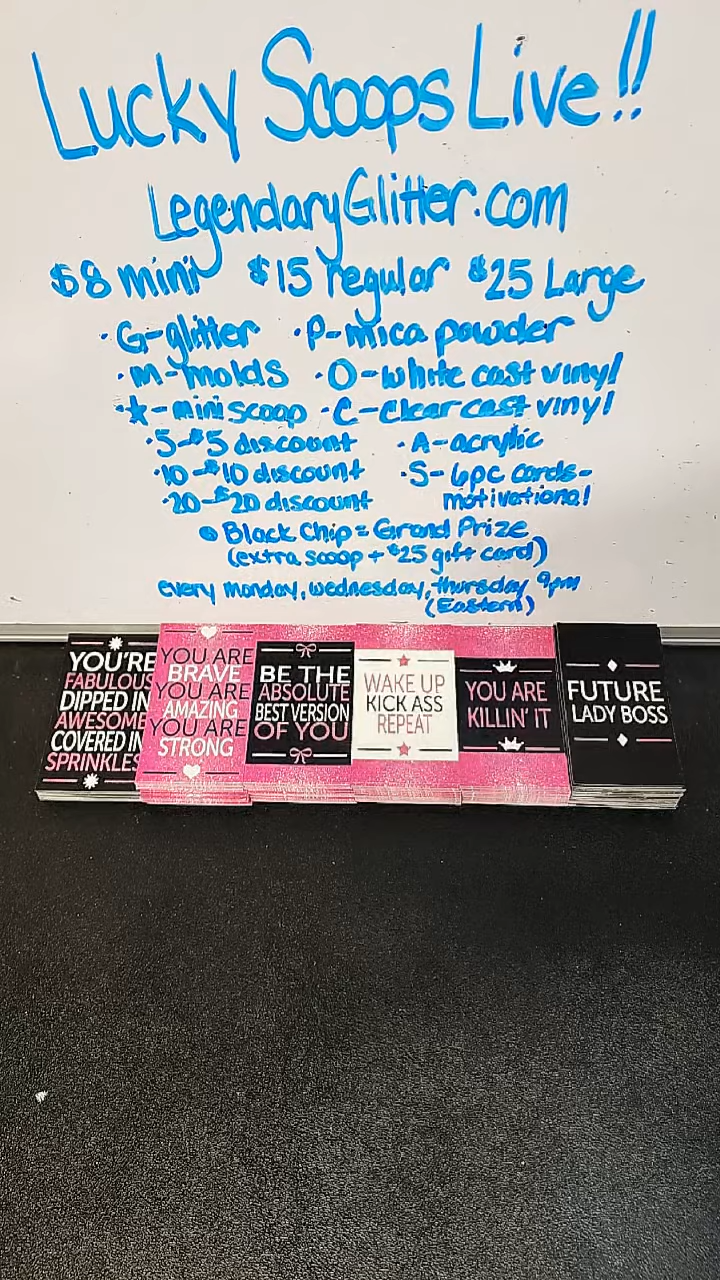 Lucky Scoops Live!!
LegendaryGlitter.com
$8 mini $15 regular $25 Large
·G-glitter ·P-mica powder
·M-molds ·O-white cast vinyl
·★-mini scoop ·C-clear cast vinyl
·5-$5 discount ·A-acrylic
·10-$10 discount ·S-6pc cards-
·20-$20 discount motivational
● Black Chip = Grand Prize
(extra scoop + $25 gift card)
every monday, wednesday, thursday 9pm
(Eastern)
YOU'RE
FABULOUS
DIPPED IN
AWESOME
COVERED IN
SPRINKLES
YOU ARE
BRAVE
YOU ARE
AMAZING
YOU ARE
STRONG
BE THE
ABSOLUTE
BEST VERSION
OF YOU
WAKE UP
KICK ASS
REPEAT
YOU ARE
KILLIN' IT
FUTURE
LADY BOSS